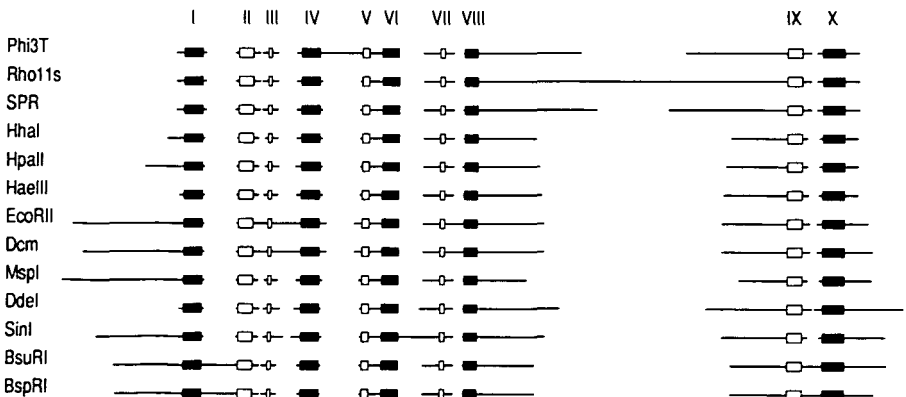 I II III IV V VI VII VIII IX X
Phi3T
Rho11s
SPR
HhaI
HpaII
HaeIII
EcoRII
Dcm
MspI
DdeI
SinI
BsuRI
BspRI